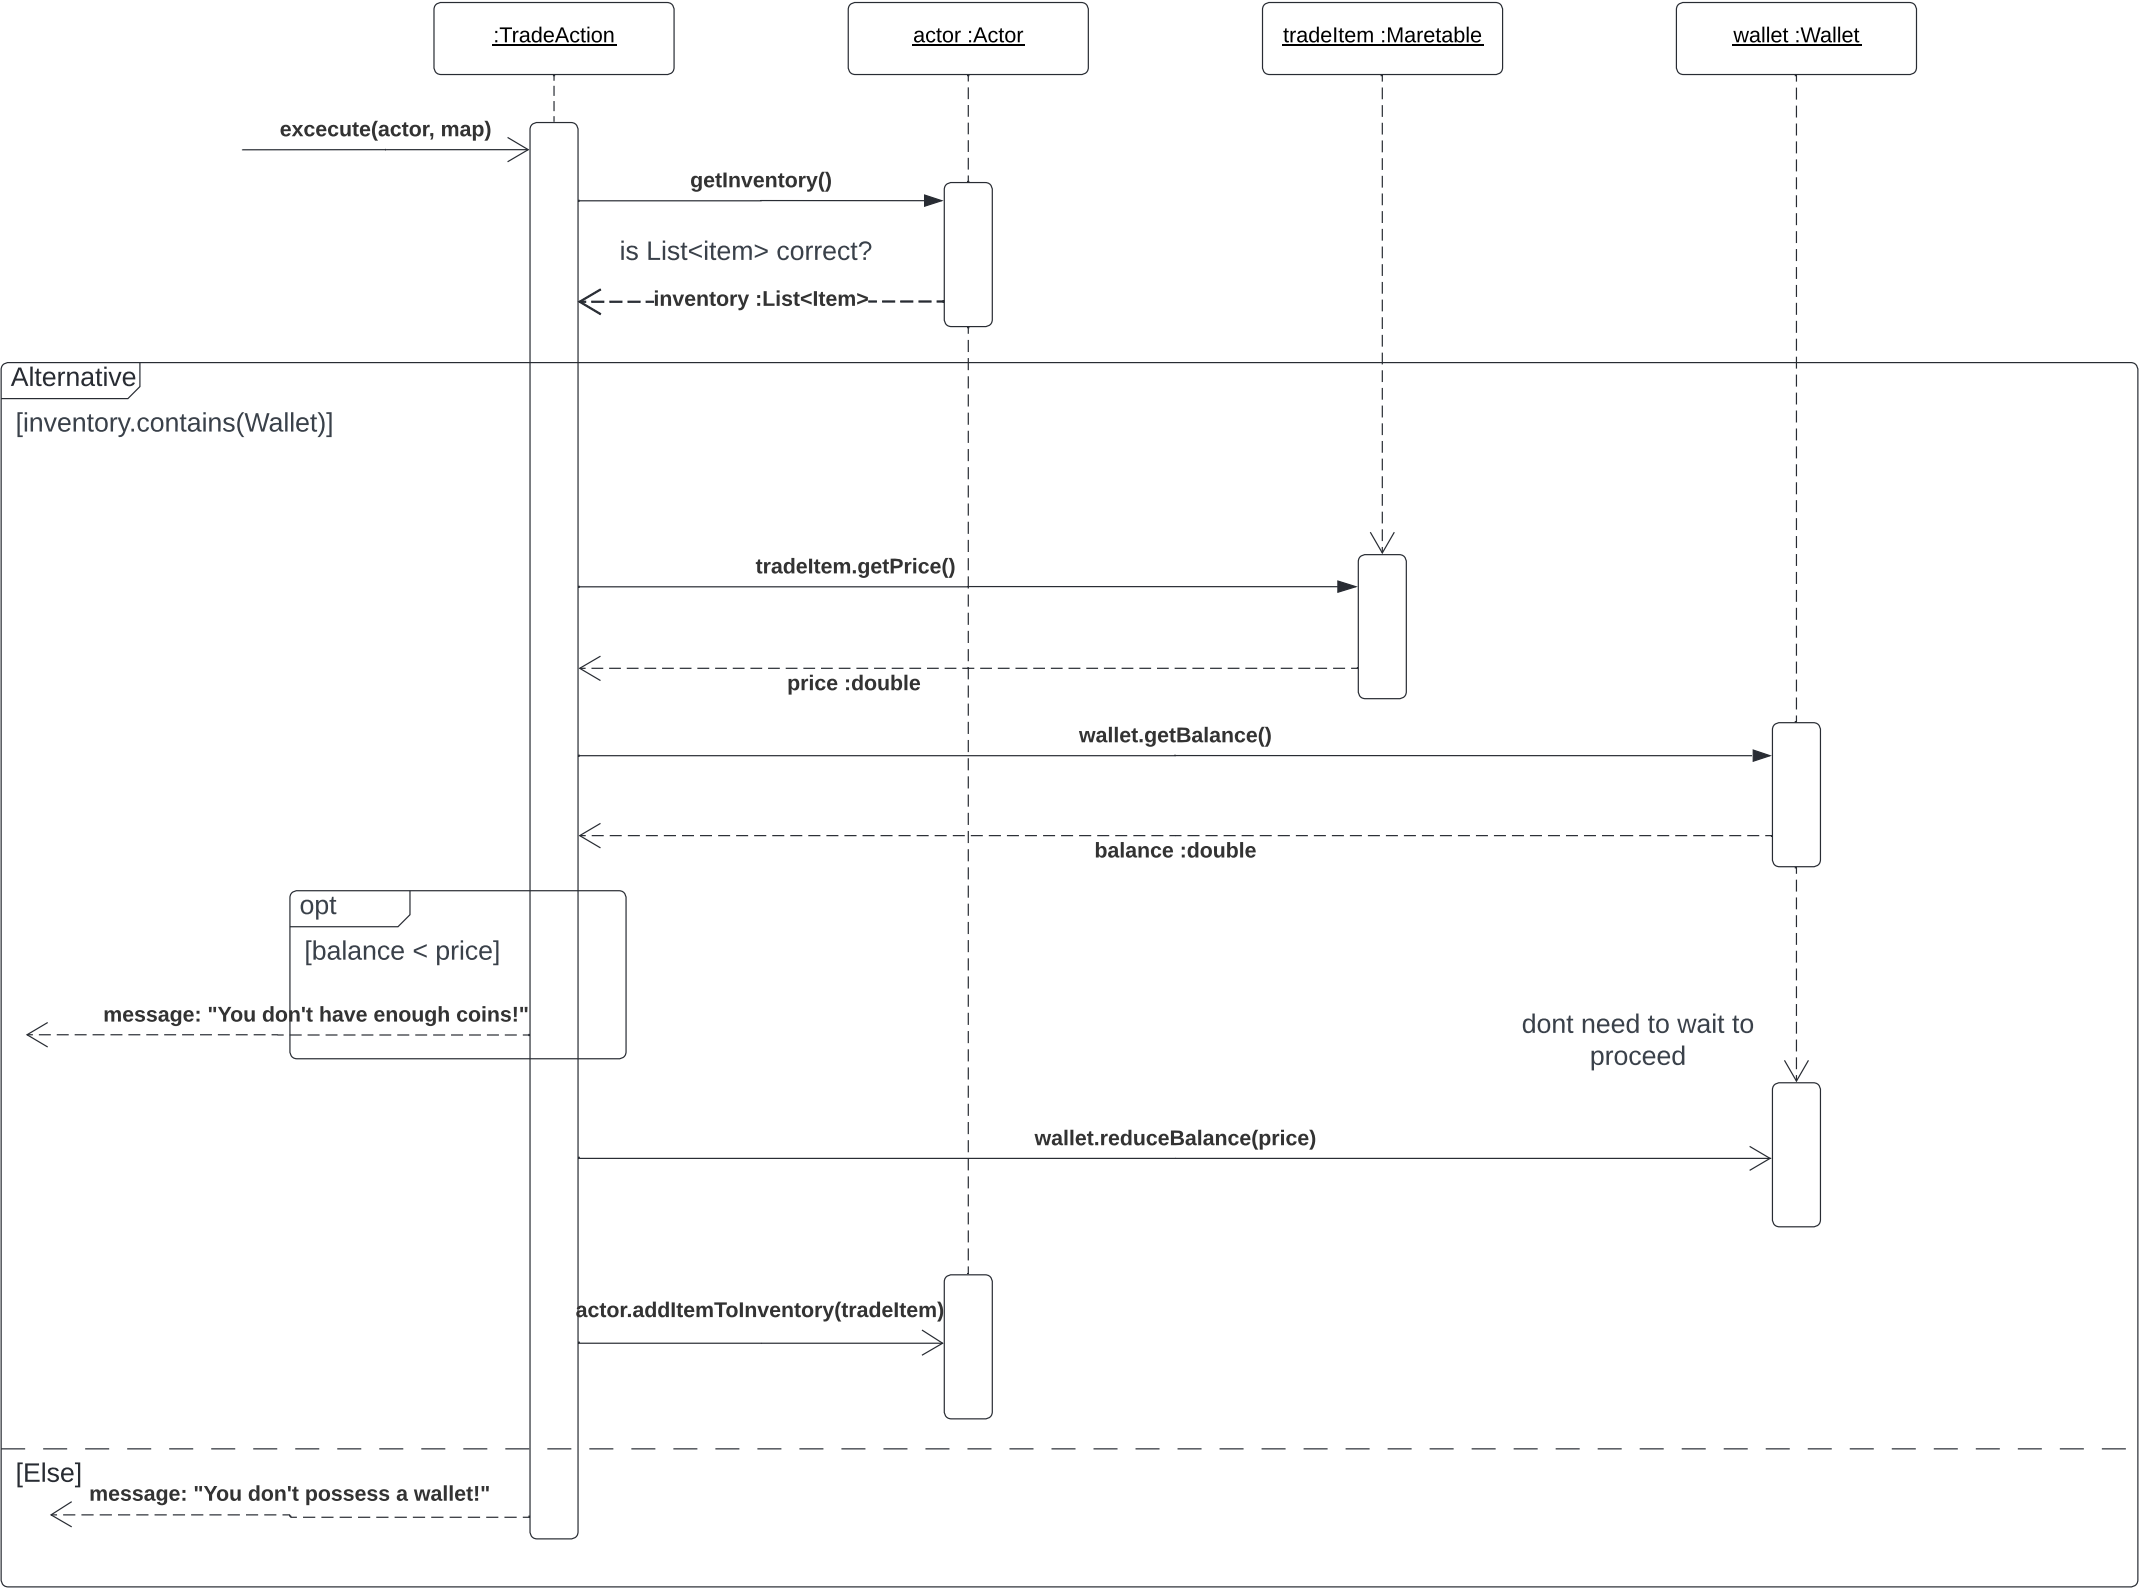 :TradeAction
actor :Actor
tradeItem :Maretable
wallet :Wallet
excecute(actor, map)
getInventory()
is List<item> correct?
inventory :List<Item>
Alternative
[inventory.contains(Wallet)]
tradeItem.getPrice()
price :double
wallet.getBalance()
balance :double
opt
[balance < price]
message: "You don't have enough coins!"
dont need to wait to
proceed
wallet.reduceBalance(price)
actor.addItemToInventory(tradeItem)
[Else]
message: "You don't possess a wallet!"